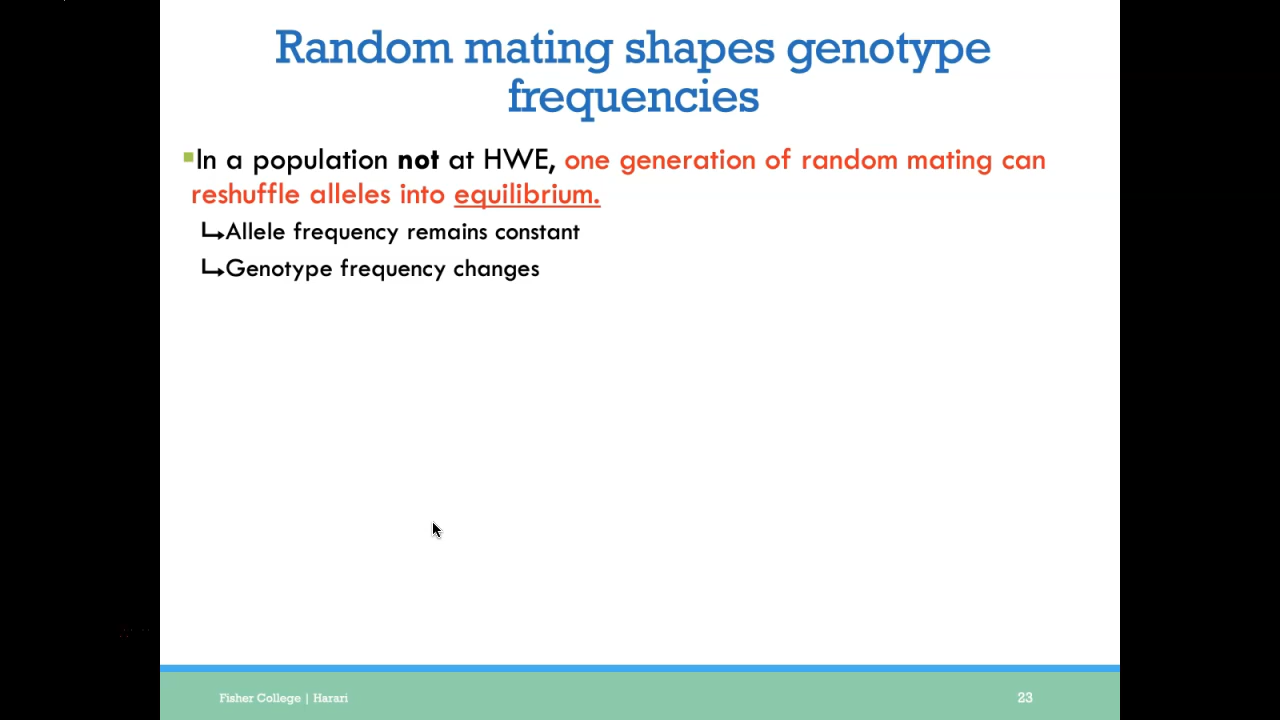 Random mating shapes genotype
frequencies
In a population not at HWE, one generation of random mating can
reshuffle alleles into equilibrium.
Allele frequency remains constant
Genotype frequency changes
Fisher College | Harari
23